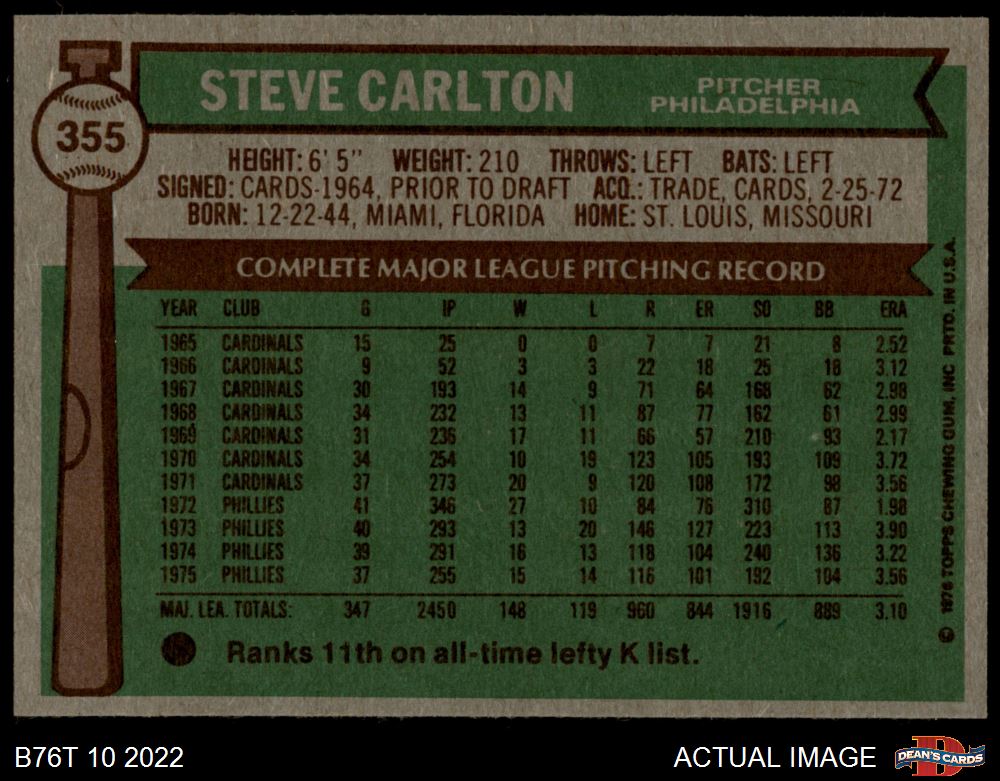 STEVE CARLTON
PITCHER
PHILADELPHIA
355
HEIGHT: 6' 5" WEIGHT: 210 THROWS: LEFT BATS: LEFT
SIGNED: CARDS-1964, PRIOR TO DRAFT ACQ.: TRADE, CARDS, 2-25-72
BORN: 12-22-44, MIAMI, FLORIDA HOME: ST. LOUIS, MISSOURI
COMPLETE MAJOR LEAGUE PITCHING RECORD
YEAR CLUB G IP W L R ER SO BB ERA
1965 CARDINALS 15 25 0 0 7 7 21 8 2.52
1966 CARDINALS 9 52 3 3 22 18 25 18 3.12
1967 CARDINALS 30 193 14 9 71 64 168 62 2.98
1968 CARDINALS 34 232 13 11 87 77 162 61 2.99
1969 CARDINALS 31 236 17 11 66 57 210 93 2.17
1970 CARDINALS 34 254 10 19 123 105 193 109 3.72
1971 CARDINALS 37 273 20 9 120 108 172 98 3.56
1972 PHILLIES 41 346 27 10 84 76 310 87 1.98
1973 PHILLIES 40 293 13 20 146 127 223 113 3.90
1974 PHILLIES 39 291 16 13 118 104 240 136 3.22
1975 PHILLIES 37 255 15 14 116 101 192 104 3.56
MAJ. LEA. TOTALS: 347 2450 148 119 960 844 1916 889 3.10
Ranks 11th on all-time lefty K list.
© 1976 TOPPS CHEWING GUM, INC PRTD. IN U.S.A.
B76T 10 2022
ACTUAL IMAGE
DEAN'S CARDS